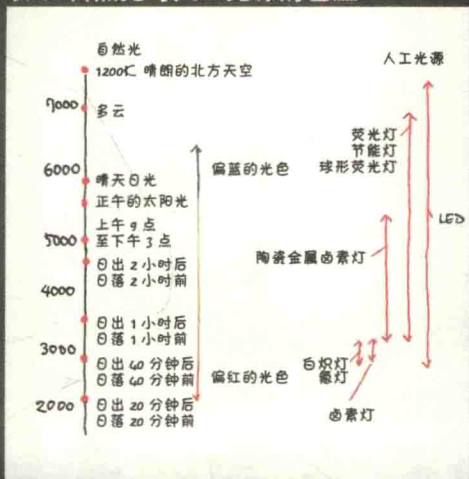 自然光
1200K 晴朗的北方天空
7000
多云
6000
晴天日光
正午的太阳光
上午9点
5000
至下午3点
日出2小时后
日落2小时前
4000
日出1小时后
日落1小时前
3000
日出40分钟后
日落40分钟前
2000
日出20分钟后
日落20分钟前
偏蓝的光色
偏红的光色
人工光源
荧光灯
节能灯
球形荧光灯
LED
陶瓷金属卤素灯
白炽灯
氪灯
卤素灯